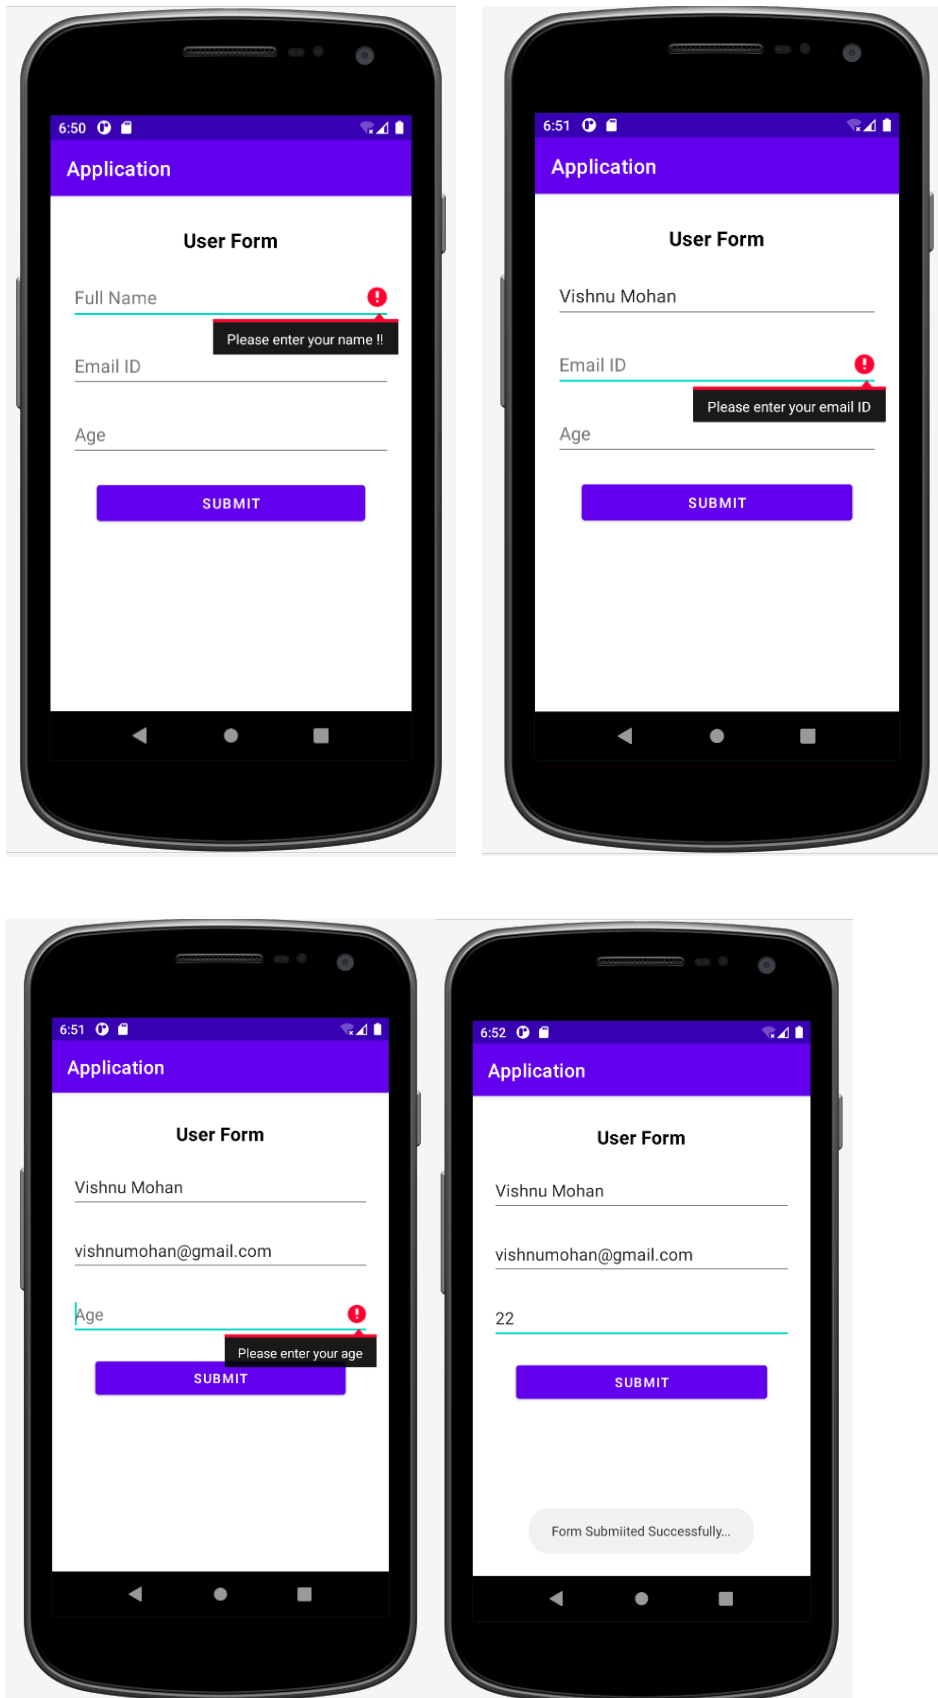 6:50
Application
User Form
Full Name
Please enter your name !!
Email ID
Age
SUBMIT
6:51
Application
User Form
Vishnu Mohan
Email ID
Please enter your email ID
Age
SUBMIT
6:51
Application
User Form
Vishnu Mohan
vishnumohan@gmail.com
Age
Please enter your age
SUBMIT
6:52
Application
User Form
Vishnu Mohan
vishnumohan@gmail.com
22
SUBMIT
Form Submiited Successfully...